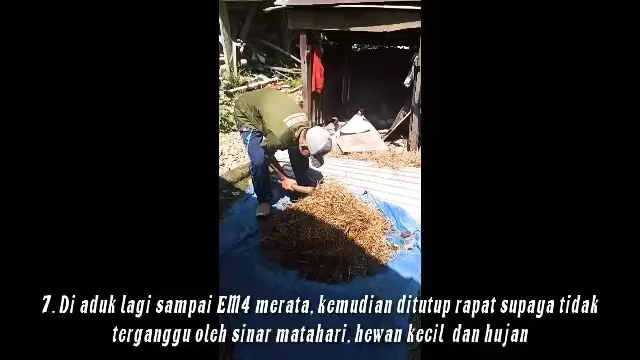 7. Di aduk lagi sampai EM4 merata, kemudian ditutup rapat supaya tidak
terganggu oleh sinar matahari, hewan kecil dan hujan